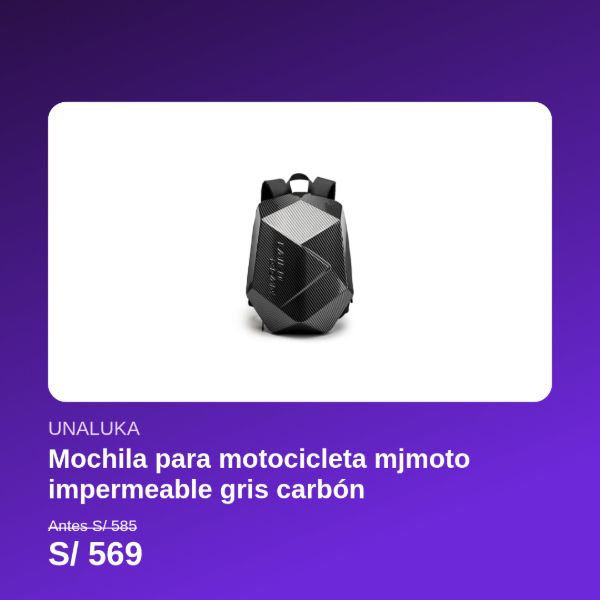 UNALUKA
Mochila para motocicleta mjmoto
impermeable gris carbón
Antes S/ 585
S/ 569